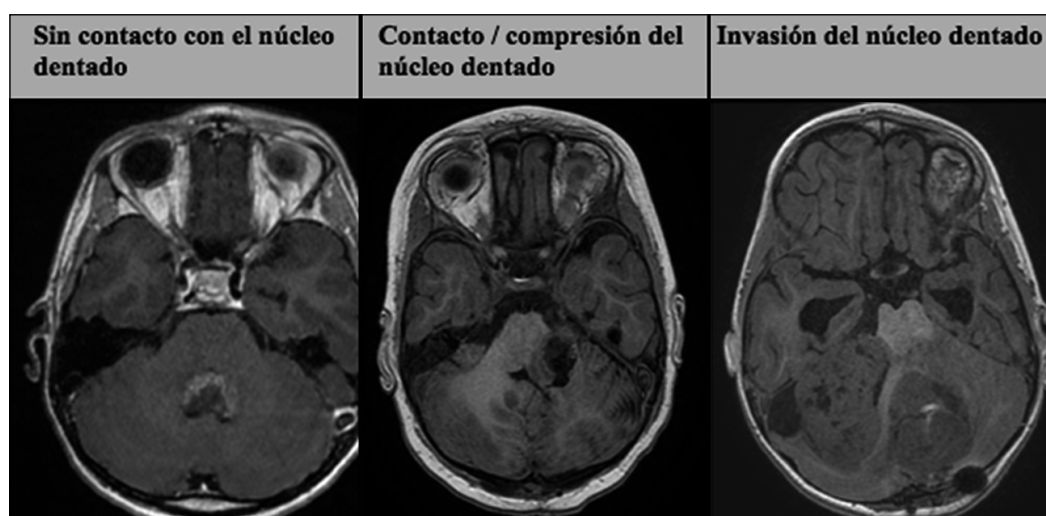 Sin contacto con el núcleo
dentado
Contacto / compresión del
núcleo dentado
Invasión del núcleo dentado